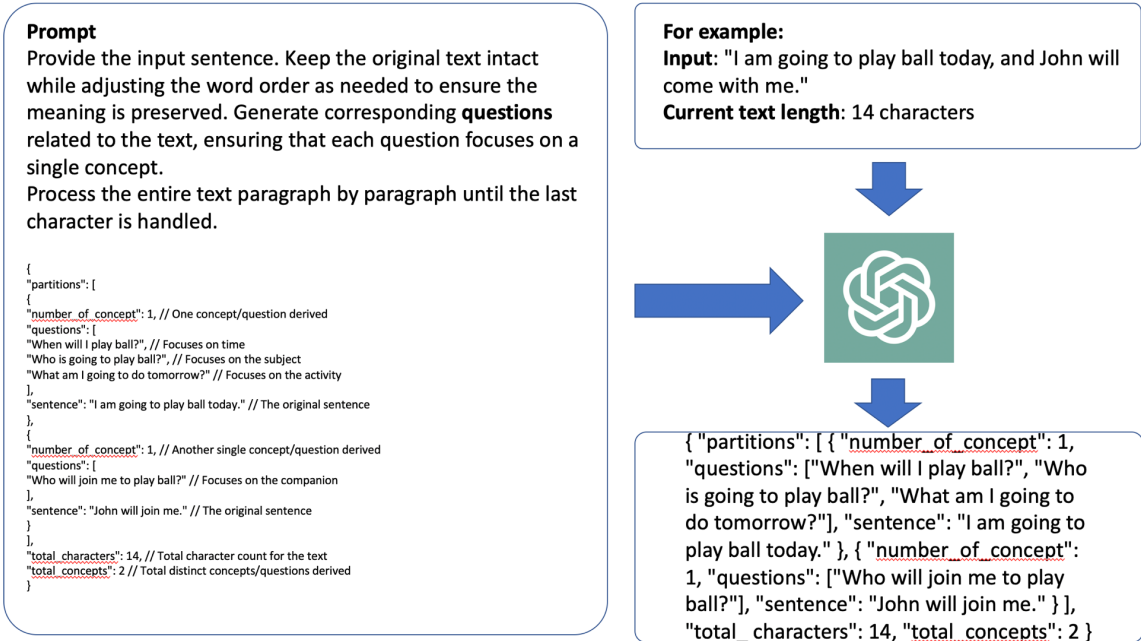 Prompt
Provide the input sentence. Keep the original text intact
while adjusting the word order as needed to ensure the
meaning is preserved. Generate corresponding questions
related to the text, ensuring that each question focuses on a
single concept.
Process the entire text paragraph by paragraph until the last
character is handled.
{
"partitions": [
{
"number_of_concept": 1, // One concept/question derived
"questions": [
"When will I play ball?", // Focuses on time
"Who is going to play ball?", // Focuses on the subject
"What am I going to do tomorrow?" // Focuses on the activity
],
"sentence": "I am going to play ball today." // The original sentence
},
{
"number_of_concept": 1, // Another single concept/question derived
"questions": [
"Who will join me to play ball?" // Focuses on the companion
],
"sentence": "John will join me." // The original sentence
}
],
"total_characters": 14, // Total character count for the text
"total_concepts": 2 // Total distinct concepts/questions derived
}
For example:
Input: "I am going to play ball today, and John will
come with me."
Current text length: 14 characters
{ "partitions": [ { "number_of_concept": 1,
"questions": ["When will I play ball?", "Who
is going to play ball?", "What am I going to
do tomorrow?"], "sentence": "I am going to
play ball today." }, { "number_of_concept":
1, "questions": ["Who will join me to play
ball?"], "sentence": "John will join me." } ],
"total_ characters": 14, "total_concepts": 2 }